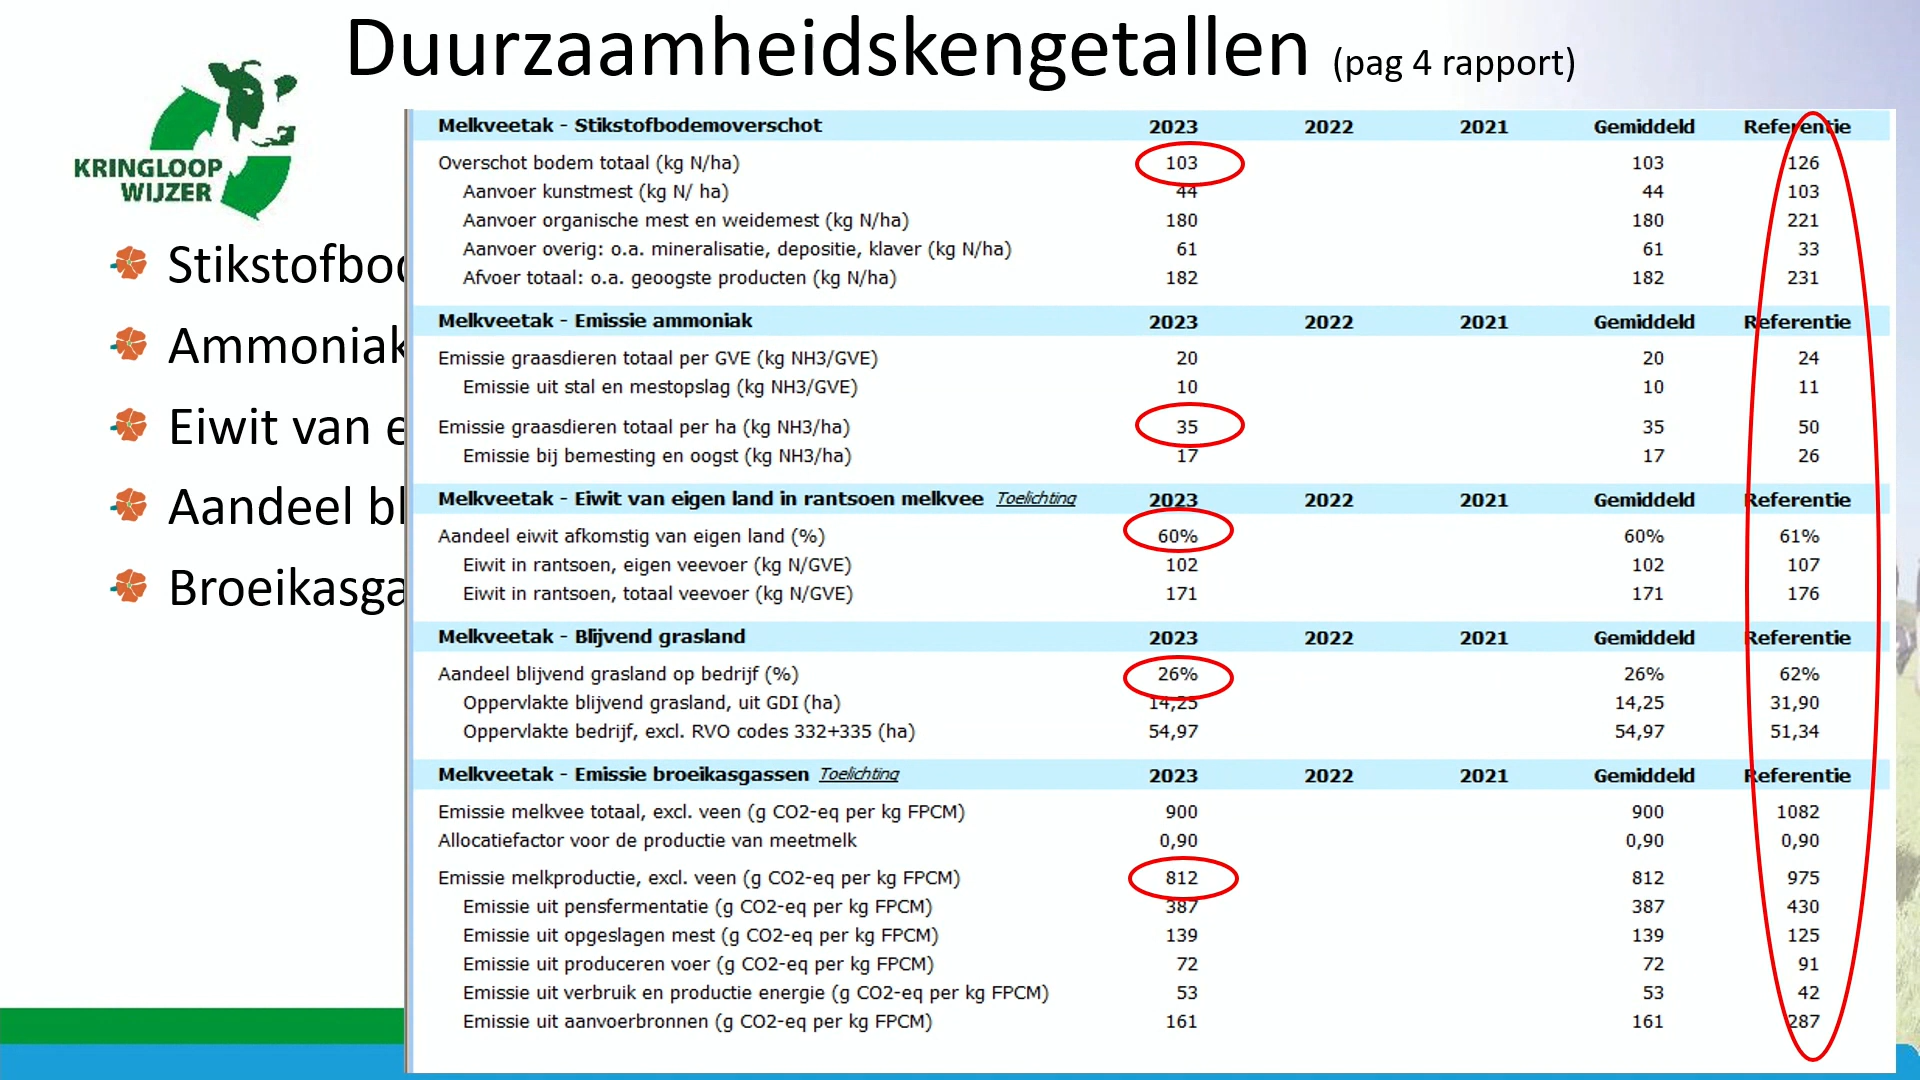 Duurzaamheidskengetallen (pag 4 rapport)
KRINGLOOP
WIJZER
Melkveetak - Stikstofbodemoverschot 2023 2022 2021 Gemiddeld Referentie
Overschot bodem totaal (kg N/ha) 103 103 126
Aanvoer kunstmest (kg N/ ha) 44 44 103
Aanvoer organische mest en weidemest (kg N/ha) 180 180 221
Aanvoer overig: o.a. mineralisatie, depositie, klaver (kg N/ha) 61 61 33
Afvoer totaal: o.a. geoogste producten (kg N/ha) 182 182 231
Melkveetak - Emissie ammoniak 2023 2022 2021 Gemiddeld Referentie
Emissie graasdieren totaal per GVE (kg NH3/GVE) 20 20 24
Emissie uit stal en mestopslag (kg NH3/GVE) 10 10 11
Emissie graasdieren totaal per ha (kg NH3/ha) 35 35 50
Emissie bij bemesting en oogst (kg NH3/ha) 17 17 26
Melkveetak - Eiwit van eigen land in rantsoen melkvee Toelichting 2023 2022 2021 Gemiddeld Referentie
Aandeel eiwit afkomstig van eigen land (%) 60% 60% 61%
Eiwit in rantsoen, eigen veevoer (kg N/GVE) 102 102 107
Eiwit in rantsoen, totaal veevoer (kg N/GVE) 171 171 176
Melkveetak - Blijvend grasland 2023 2022 2021 Gemiddeld Referentie
Aandeel blijvend grasland op bedrijf (%) 26% 26% 62%
Oppervlakte blijvend grasland, uit GDI (ha) 14,25 14,25 31,90
Oppervlakte bedrijf, excl. RVO codes 332+335 (ha) 54,97 54,97 51,34
Melkveetak - Emissie broeikasgassen Toelichting 2023 2022 2021 Gemiddeld Referentie
Emissie melkvee totaal, excl. veen (g CO2-eq per kg FPCM) 900 900 1082
Allocatiefactor voor de productie van meetmelk 0,90 0,90 0,90
Emissie melkproductie, excl. veen (g CO2-eq per kg FPCM) 812 812 975
Emissie uit pensfermentatie (g CO2-eq per kg FPCM) 387 387 430
Emissie uit opgeslagen mest (g CO2-eq per kg FPCM) 139 139 125
Emissie uit produceren voer (g CO2-eq per kg FPCM) 72 72 91
Emissie uit verbruik en productie energie (g CO2-eq per kg FPCM) 53 53 42
Emissie uit aanvoerbronnen (g CO2-eq per kg FPCM) 161 161 287
Stikstofbod
Ammoniak
Eiwit van e
Aandeel bl
Broeikasga